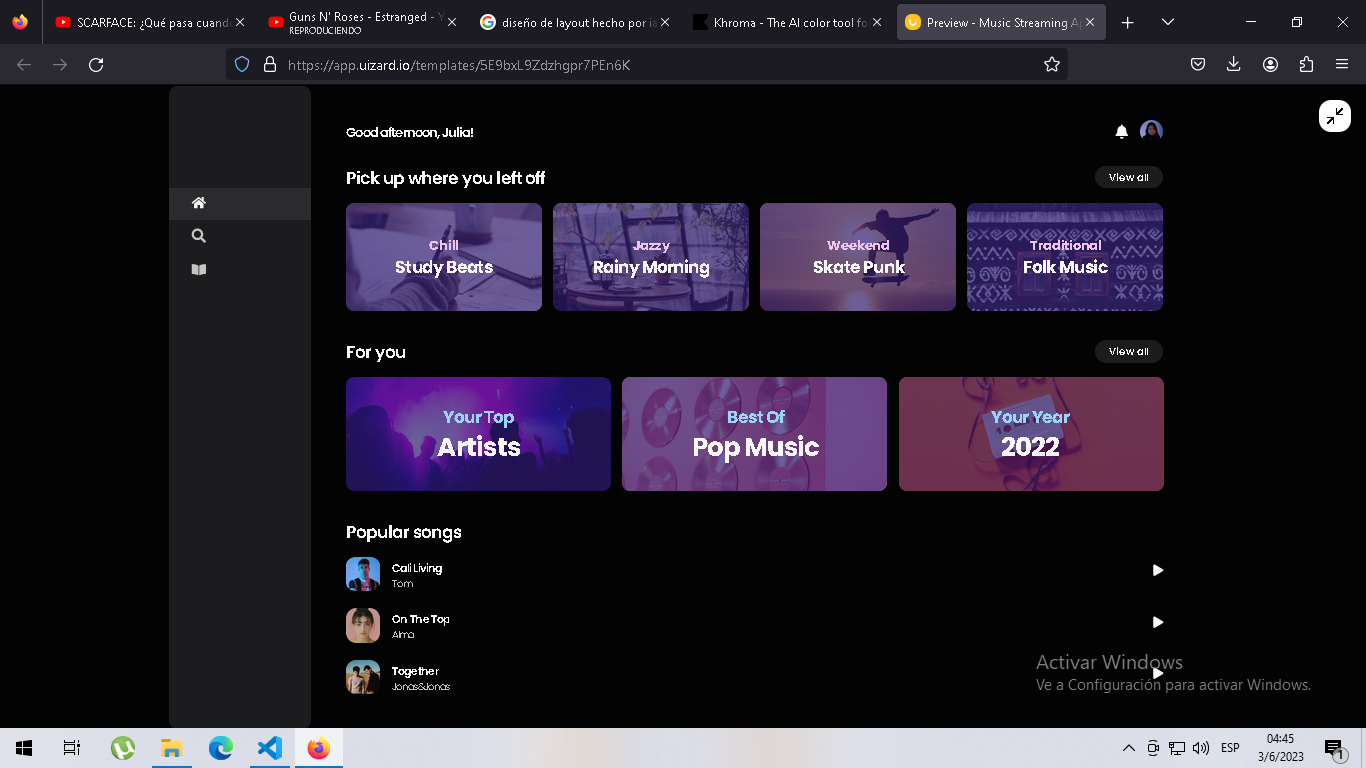 SCARFACE: ¿Qué pasa cuand
Guns N' Roses - Estranged - Y
REPRODUCIENDO
diseño de layout hecho por ia
Khroma - The AI color tool fo
Preview - Music Streaming Ap
https://app.uizard.io/templates/5E9bxL9Zdzhgpr7PEn6K
Good afternoon, Julia!
Pick up where you left off
View all
Chill
Study Beats
Jazzy
Rainy Morning
Weekend
Skate Punk
Traditional
Folk Music
For you
View all
Your Top
Artists
Best Of
Pop Music
Your Year
2022
Popular songs
Cali Living
Tom
On The Top
Alma
Together
Jonas&Jonas
Activar Windows
Ve a Configuración para activar Windows.
ESP
04:45
3/6/2023
1